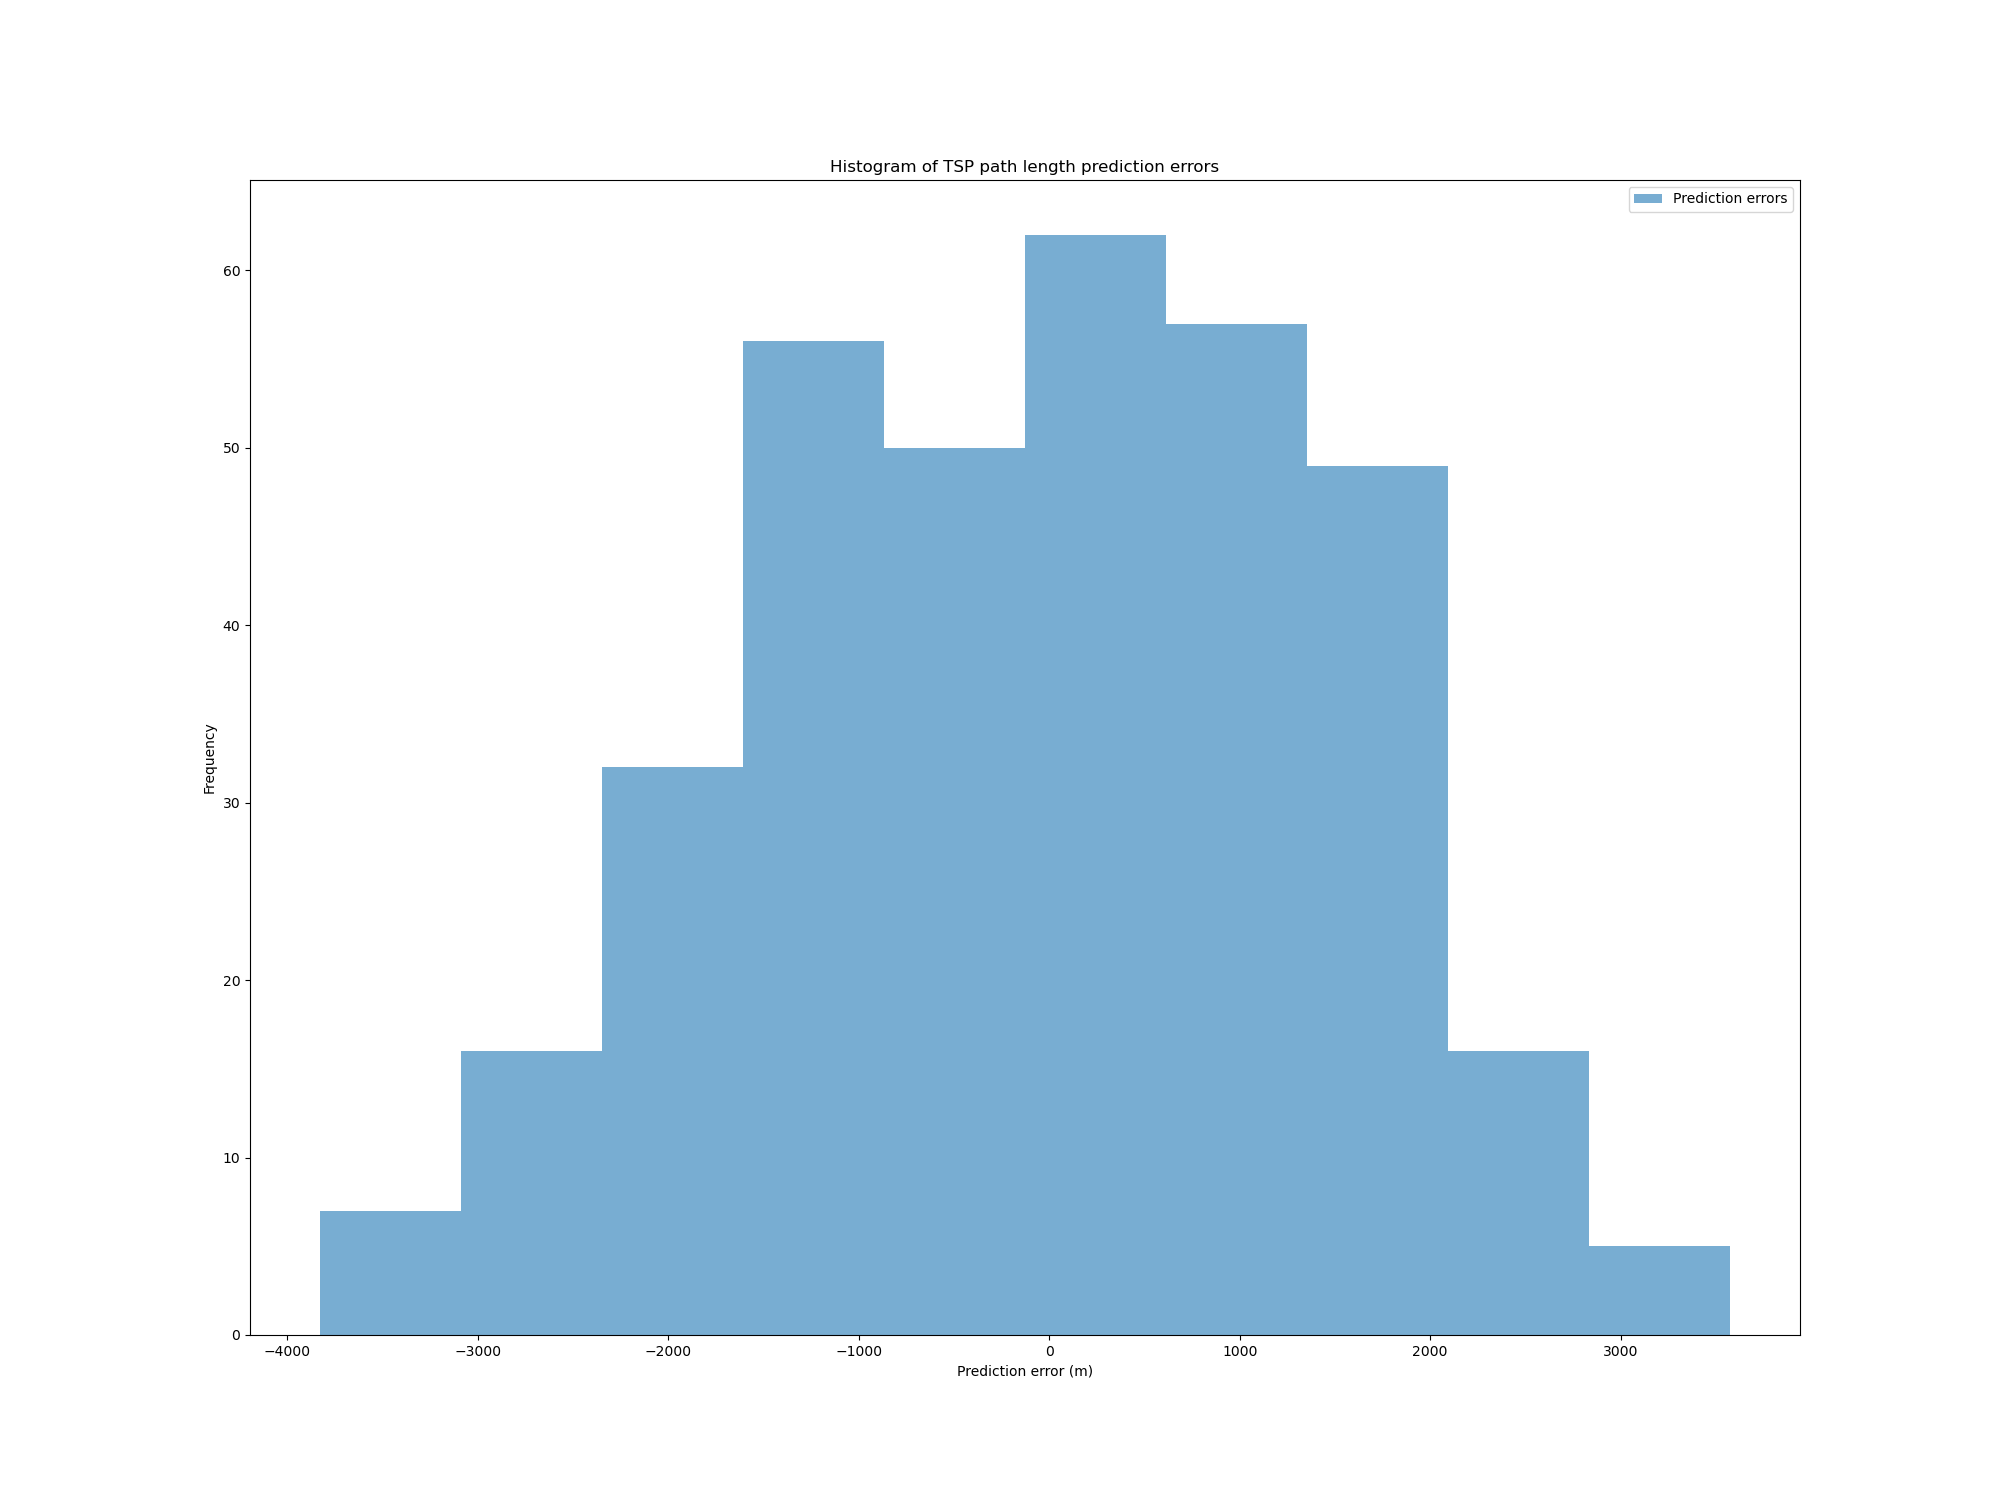 Histogram of TSP path length prediction errors
Prediction errors
60
50
40
30
20
10
0
Frequency
−4000 −3000 −2000 −1000 0 1000 2000 3000
Prediction error (m)